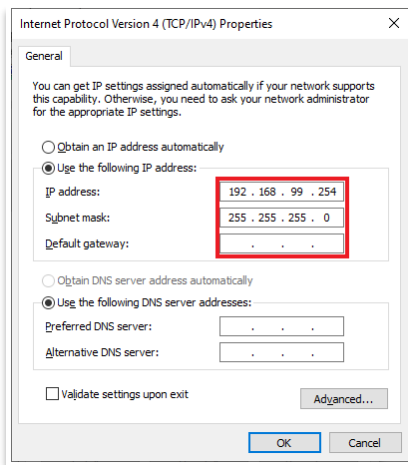 Internet Protocol Version 4 (TCP/IPv4) Properties
General
You can get IP settings assigned automatically if your network supports
this capability. Otherwise, you need to ask your network administrator
for the appropriate IP settings.
Obtain an IP address automatically
Use the following IP address:
IP address: 192 . 168 . 99 . 254
Subnet mask: 255 . 255 . 255 . 0
Default gateway: . . .
Obtain DNS server address automatically
Use the following DNS server addresses:
Preferred DNS server: . . .
Alternative DNS server: . . .
Validate settings upon exit
Advanced...
OK Cancel